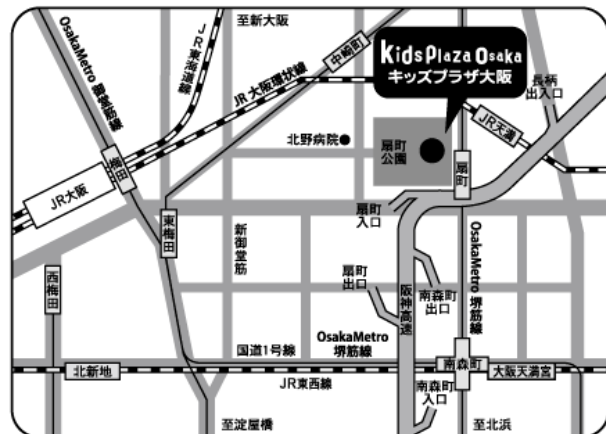 至新大阪
OsakaMetro 御堂筋線
JR東海道線
JR大阪環状線
中崎町
KidsPlaza Osaka
キッズプラザ大阪
長柄
出入口
JR天満
北野病院
扇町
公園
扇町
梅田
JR大阪
扇町
入口
東梅田
新御堂筋
西梅田
扇町
出口
阪神高速
南森町
出口
OsakaMetro 堺筋線
OsakaMetro
堺筋線
国道1号線
北新地
JR東西線
南森町
大阪天満宮
南森町
入口
至淀屋橋
至北浜